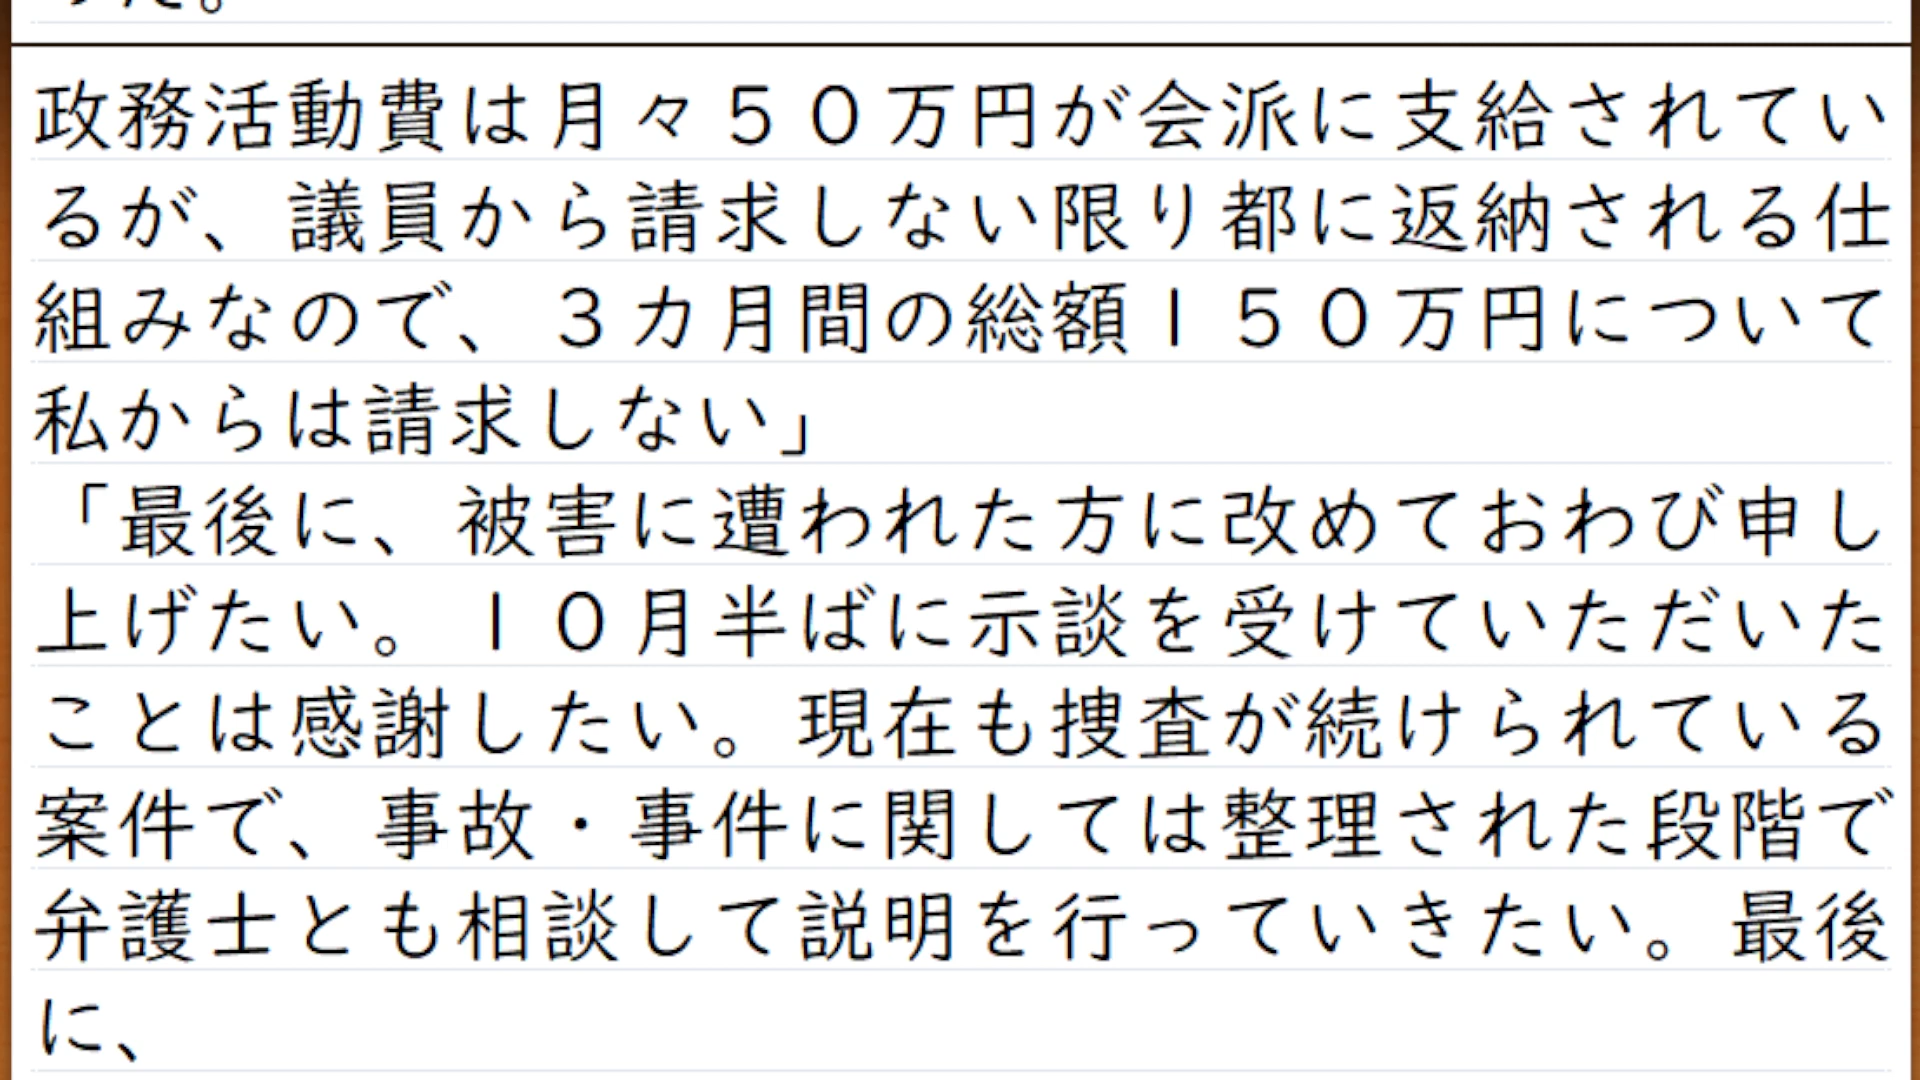 った。
政務活動費は月々５０万円が会派に支給されてい
るが、議員から請求しない限り都に返納される仕
組みなので、３カ月間の総額１５０万円について
私からは請求しない」
「最後に、被害に遭われた方に改めておわび申し
上げたい。１０月半ばに示談を受けていただいた
ことは感謝したい。現在も捜査が続けられている
案件で、事故・事件に関しては整理された段階で
弁護士とも相談して説明を行っていきたい。最後
に、